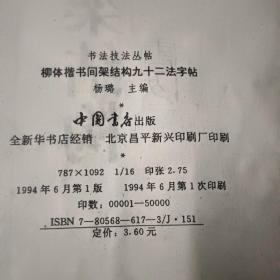 书法技法丛帖
柳体楷书间架结构九十二法字帖
杨璐 主编
*
中国书店出版
全新华书店经销 北京昌平新兴印刷厂印刷
*
787×1092 1/16 印张 2.75
1994年6月第1版 1994年6月第1次印刷
印数：00001-50000
ISBN 7-80568-617-3/J·151
定价：3.60元